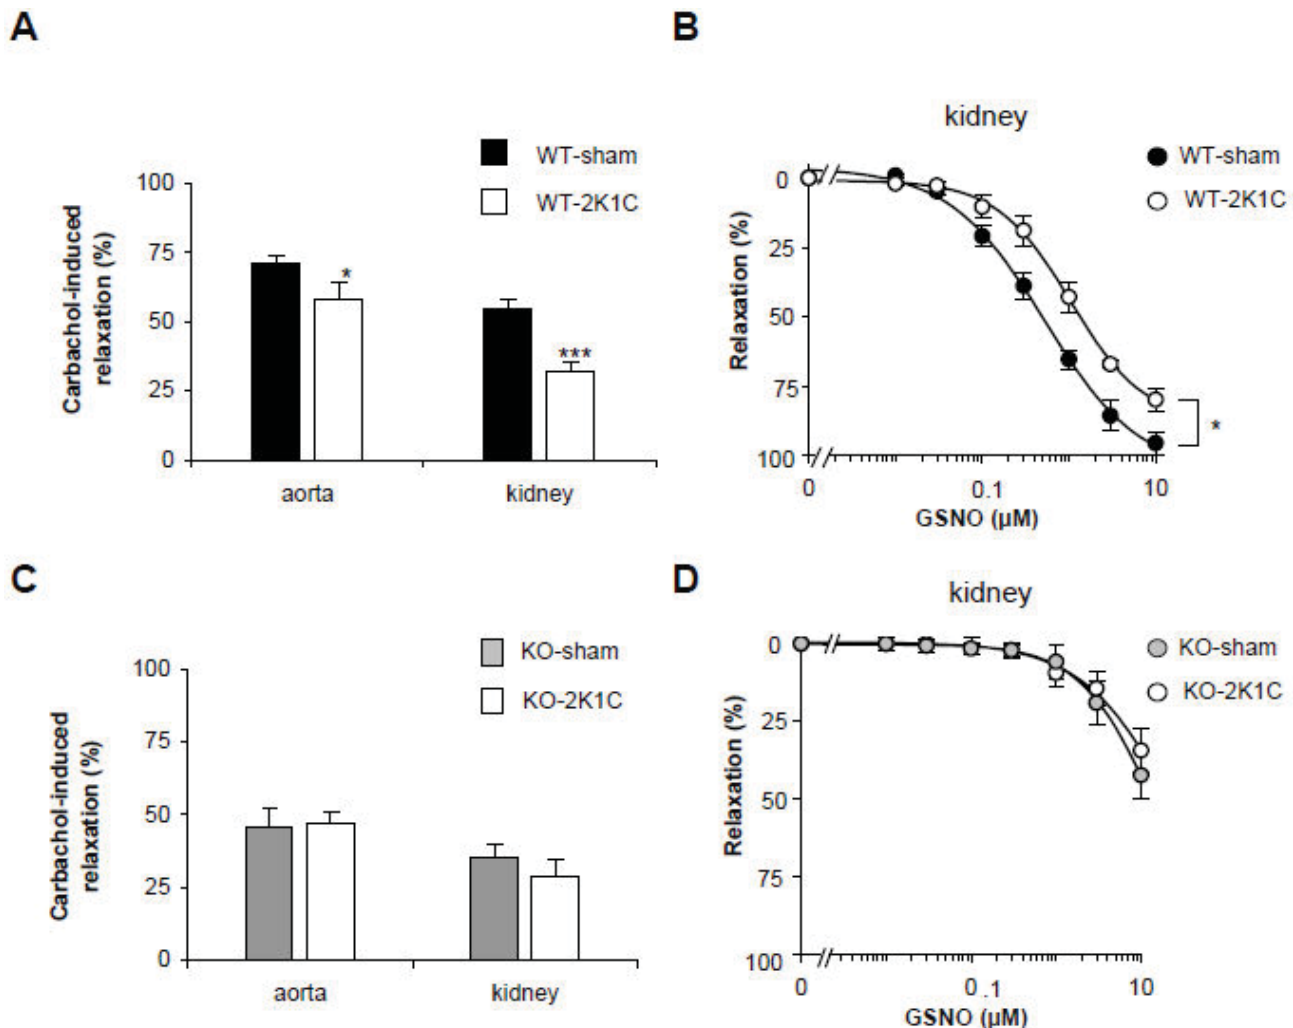 A
WT-sham
WT-2K1C
Carbachol-induced
relaxation (%)
100
75
50
25
0
*
***
aorta
kidney
B
kidney
WT-sham
WT-2K1C
Relaxation (%)
0
25
50
75
100
*
0
0.1
10
GSNO (µM)
C
KO-sham
KO-2K1C
Carbachol-induced
relaxation (%)
100
75
50
25
0
aorta
kidney
D
kidney
KO-sham
KO-2K1C
Relaxation (%)
0
25
50
75
100
0
0.1
10
GSNO (µM)